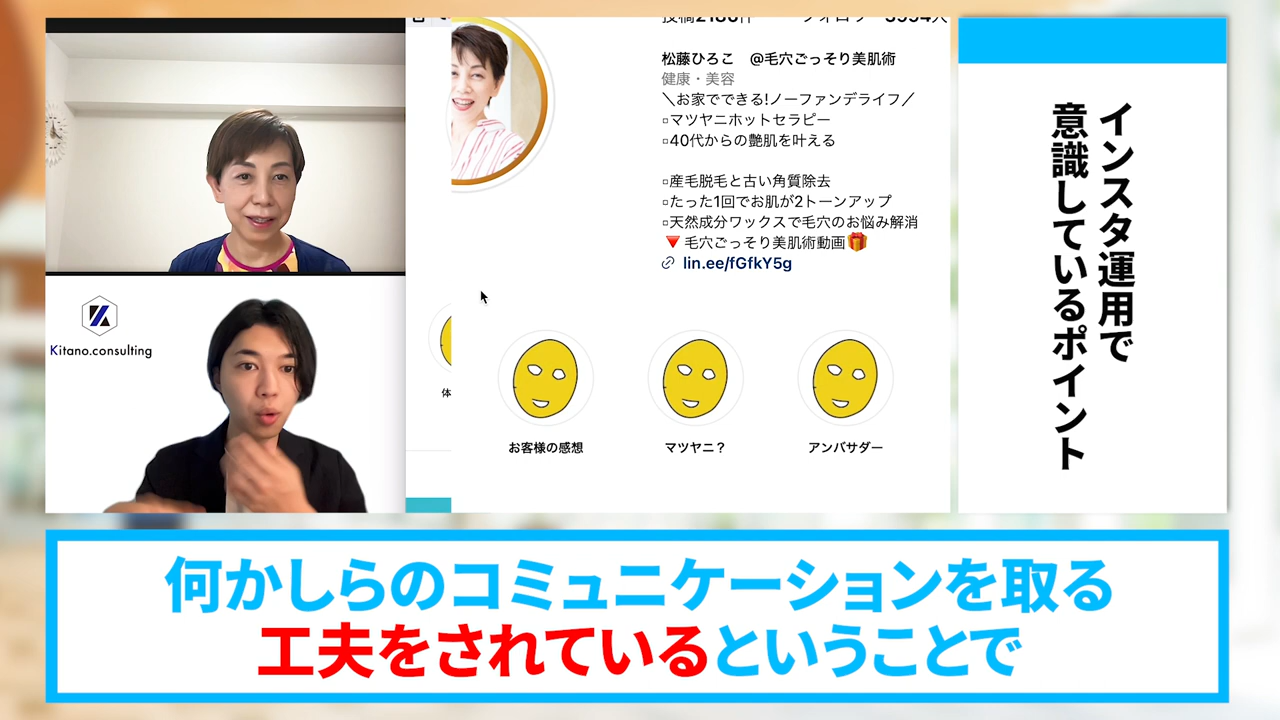 松藤ひろこ @毛穴ごっそり美肌術
健康・美容
＼お家でできる!ノーファンデライフ／
▫マツヤニホットセラピー
▫40代からの艶肌を叶える
▫産毛脱毛と古い角質除去
▫たった1回でお肌が2トーンアップ
▫天然成分ワックスで毛穴のお悩み解消
🔻毛穴ごっそり美肌術動画🎁
lin.ee/fGfkY5g
体
お客様の感想
マツヤニ？
アンバサダー
Kitano.consulting
インスタ運用で
意識しているポイント
何かしらのコミュニケーションを取る
工夫をされているということで